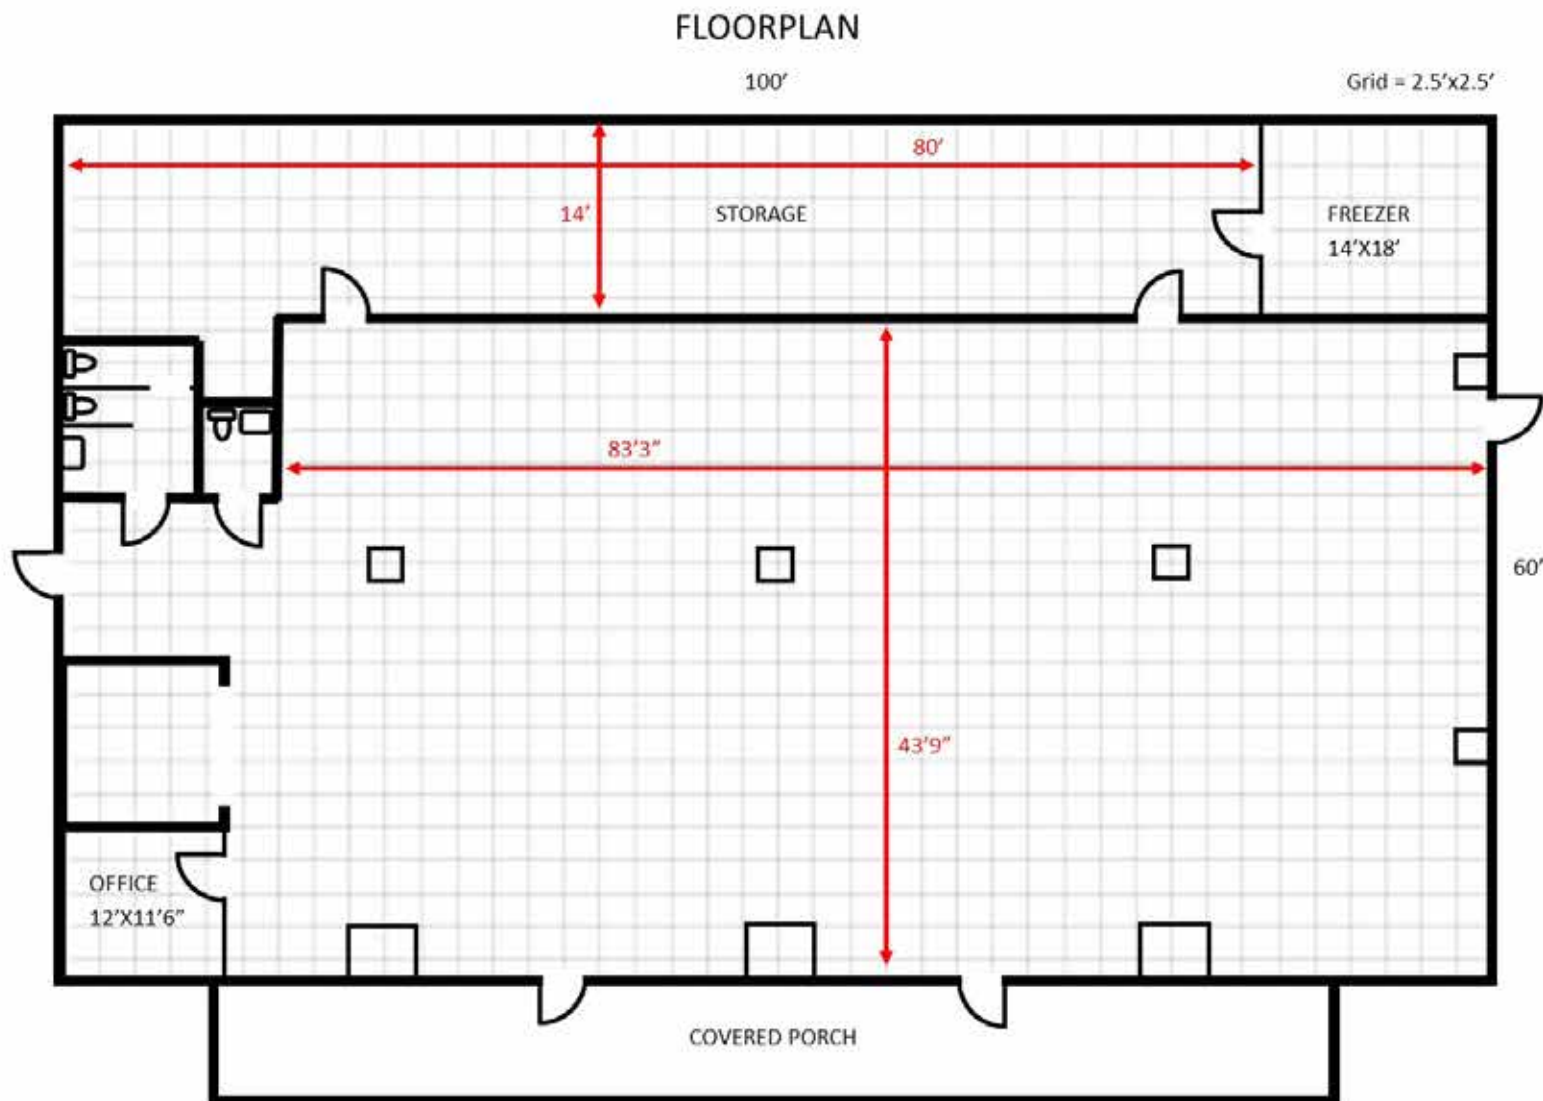 FLOORPLAN
100'
Grid = 2.5'x2.5'
80'
14'
STORAGE
FREEZER
14'X18'
83'3"
60'
43'9"
OFFICE
12'X11'6"
COVERED PORCH